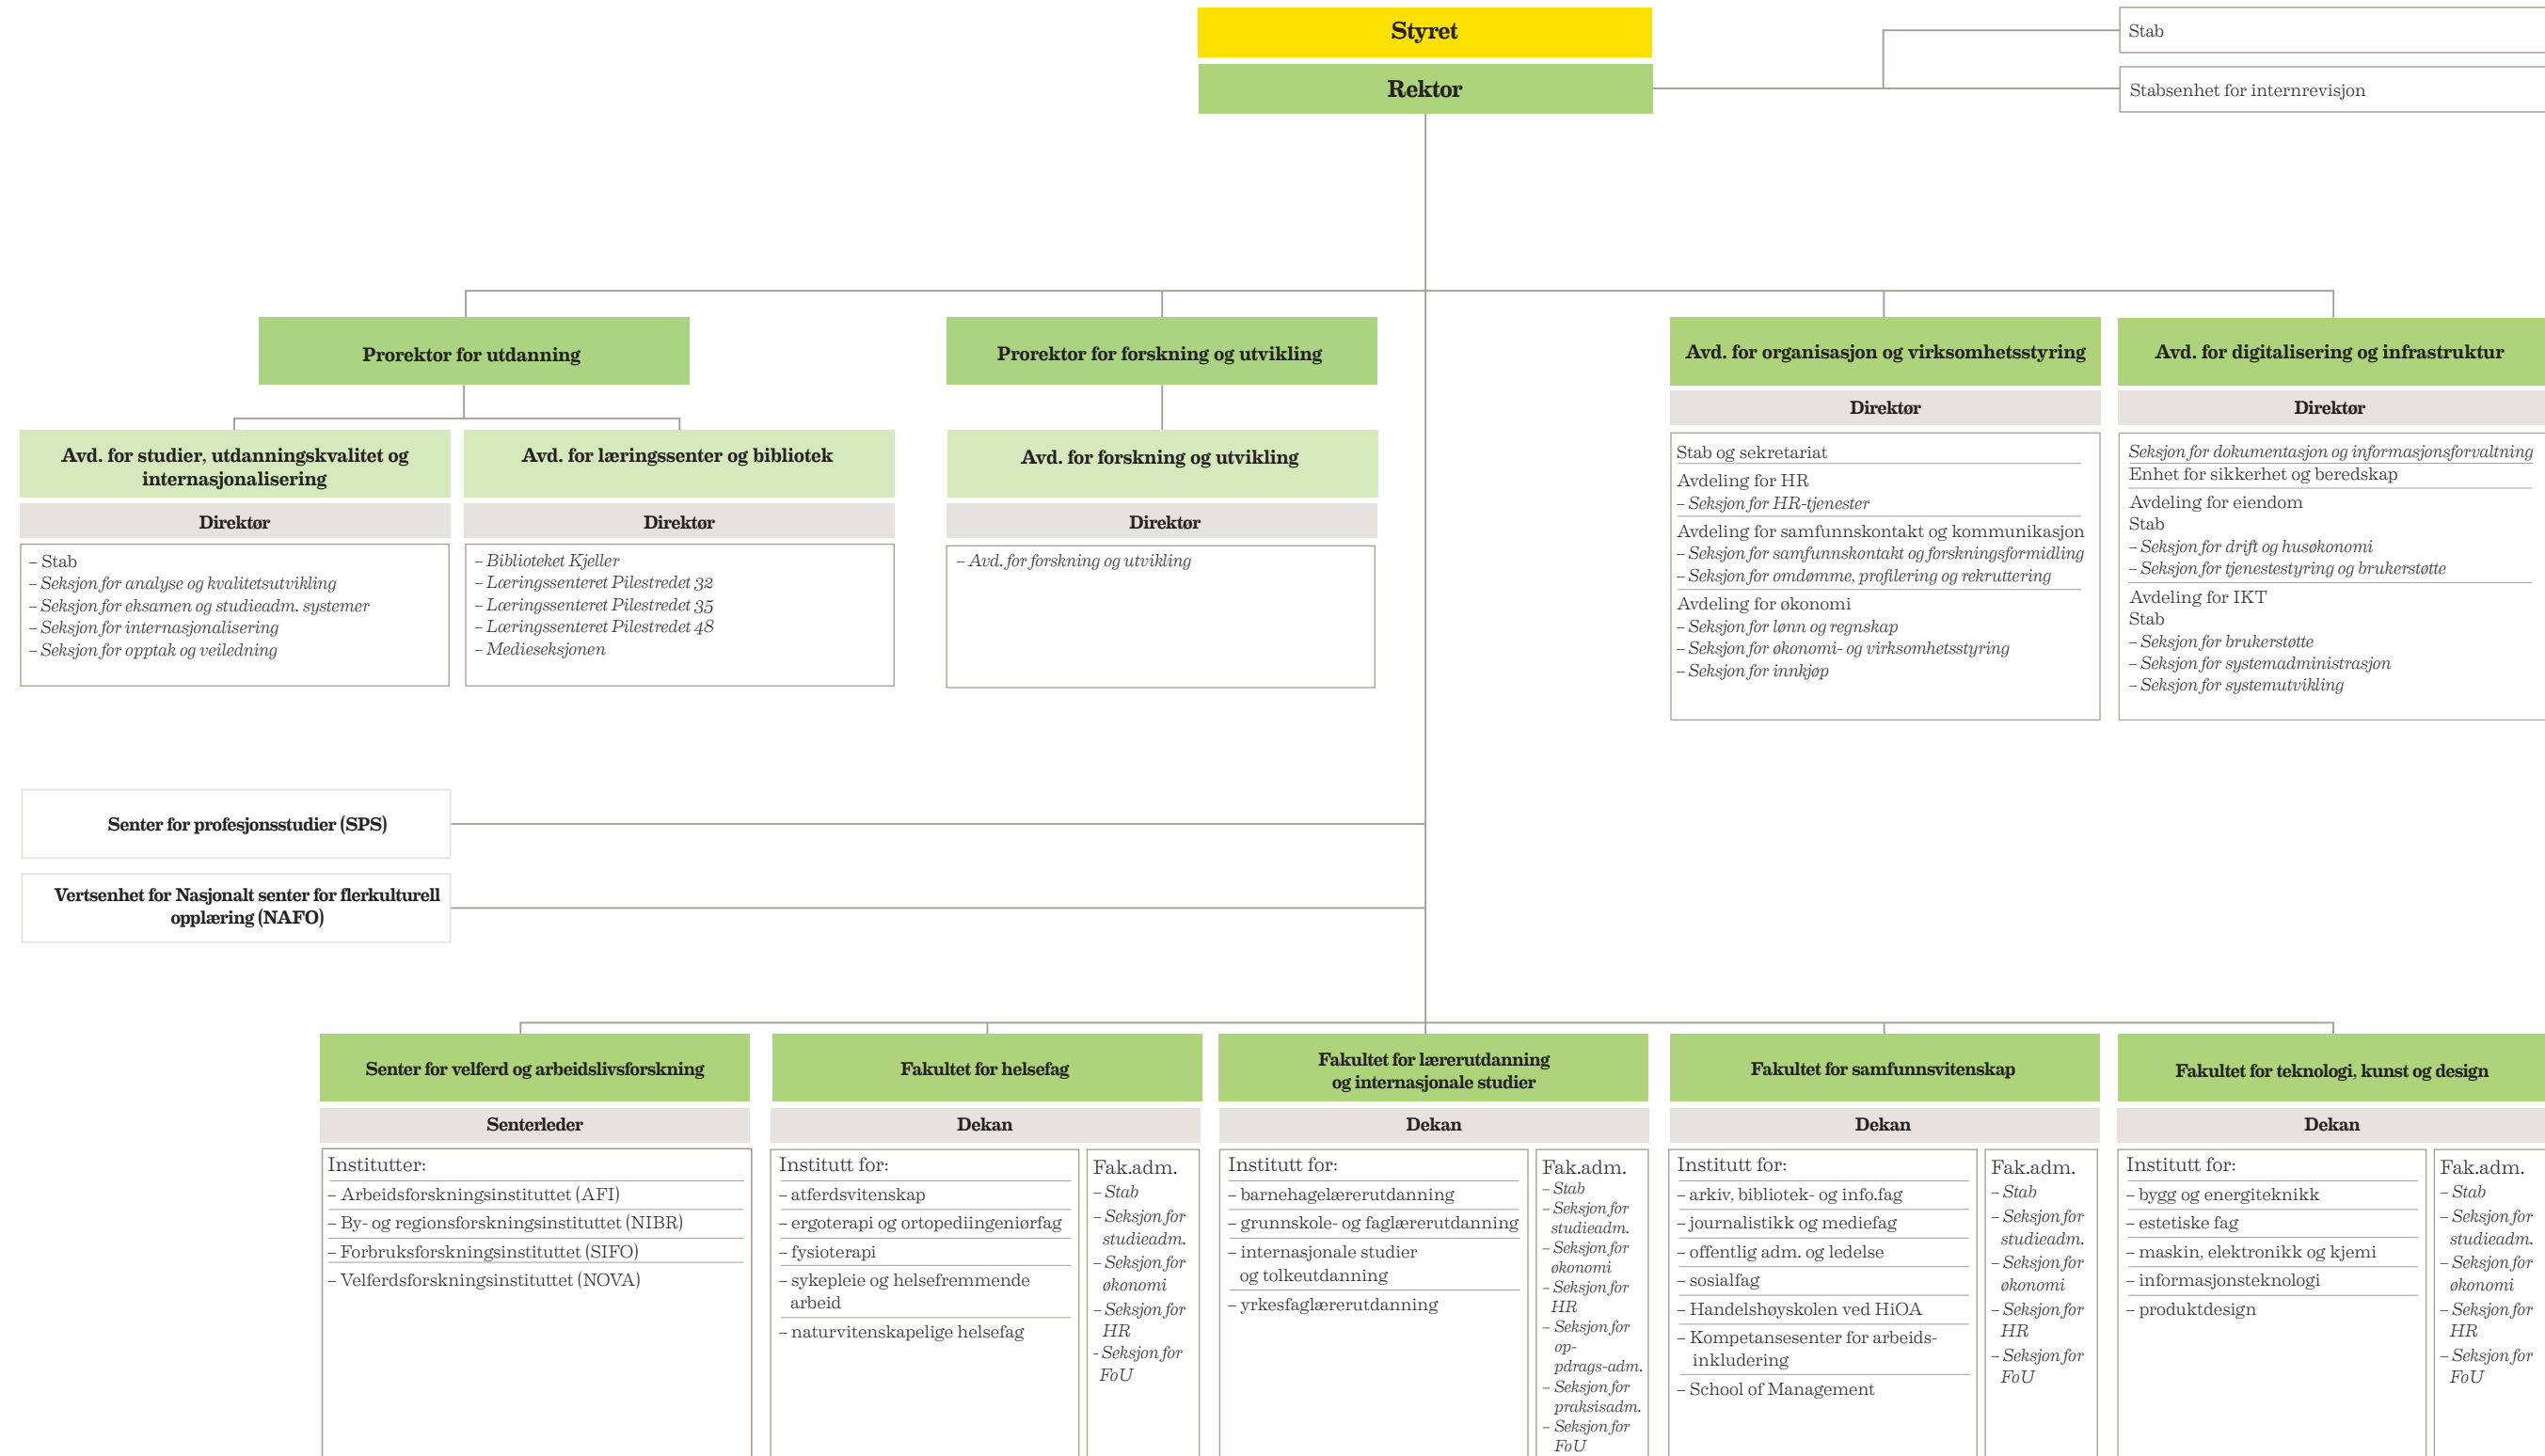 Styret
Rektor
Stab
Stabsenhet for internrevisjon
Prorektor for utdanning
Prorektor for forskning og utvikling
Avd. for organisasjon og virksomhetsstyring
Avd. for digitalisering og infrastruktur
Avd. for studier, utdanningskvalitet og
internasjonalisering
Direktør
– Stab
– Seksjon for analyse og kvalitetsutvikling
– Seksjon for eksamen og studieadm. systemer
– Seksjon for internasjonalisering
– Seksjon for opptak og veiledning
Avd. for læringssenter og bibliotek
Direktør
– Biblioteket Kjeller
– Læringssenteret Pilestredet 32
– Læringssenteret Pilestredet 35
– Læringssenteret Pilestredet 48
– Medieseksjonen
Avd. for forskning og utvikling
Direktør
– Avd. for forskning og utvikling
Direktør
Stab og sekretariat
Avdeling for HR
– Seksjon for HR-tjenester
Avdeling for samfunnskontakt og kommunikasjon
– Seksjon for samfunnskontakt og forskningsformidling
– Seksjon for omdømme, profilering og rekruttering
Avdeling for økonomi
– Seksjon for lønn og regnskap
– Seksjon for økonomi- og virksomhetsstyring
– Seksjon for innkjøp
Direktør
Seksjon for dokumentasjon og informasjonsforvaltning
Enhet for sikkerhet og beredskap
Avdeling for eiendom
Stab
– Seksjon for drift og husøkonomi
– Seksjon for tjenestestyring og brukerstøtte
Avdeling for IKT
Stab
– Seksjon for brukerstøtte
– Seksjon for systemadministrasjon
– Seksjon for systemutvikling
Senter for profesjonsstudier (SPS)
Vertsenhet for Nasjonalt senter for flerkulturell
opplæring (NAFO)
Senter for velferd og arbeidslivsforskning
Senterleder
Institutter:
– Arbeidsforskningsinstituttet (AFI)
– By- og regionsforskningsinstituttet (NIBR)
– Forbruksforskningsinstituttet (SIFO)
– Velferdsforskningsinstituttet (NOVA)
Fakultet for helsefag
Dekan
Institutt for:
– atferdsvitenskap
– ergoterapi og ortopediingeniørfag
– fysioterapi
– sykepleie og helsefremmende
arbeid
– naturvitenskapelige helsefag
Fak.adm.
– Stab
– Seksjon for
studieadm.
– Seksjon for
økonomi
– Seksjon for
HR
- Seksjon for
FoU
Fakultet for lærerutdanning
og internasjonale studier
Dekan
Institutt for:
– barnehagelærerutdanning
– grunnskole- og faglærerutdanning
– internasjonale studier
og tolkeutdanning
– yrkesfaglærerutdanning
Fak.adm.
– Stab
– Seksjon for
studieadm.
– Seksjon for
økonomi
– Seksjon for
HR
– Seksjon for
op-
pdrags-adm.
– Seksjon for
praksisadm.
– Seksjon for
FoU
Fakultet for samfunnsvitenskap
Dekan
Institutt for:
– arkiv, bibliotek- og info.fag
– journalistikk og mediefag
– offentlig adm. og ledelse
– sosialfag
– Handelshøyskolen ved HiOA
– Kompetansesenter for arbeids-
inkludering
– School of Management
Fak.adm.
– Stab
– Seksjon for
studieadm.
– Seksjon for
økonomi
– Seksjon for
HR
– Seksjon for
FoU
Fakultet for teknologi, kunst og design
Dekan
Institutt for:
– bygg og energiteknikk
– estetiske fag
– maskin, elektronikk og kjemi
– informasjonsteknologi
– produktdesign
Fak.adm.
– Stab
– Seksjon for
studieadm.
– Seksjon for
økonomi
– Seksjon for
HR
– Seksjon for
FoU